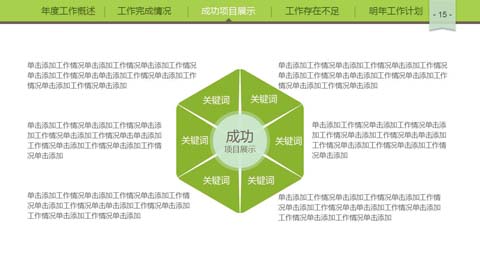 年度工作概述 工作完成情况 成功项目展示 工作存在不足 明年工作计划 - 15 -
单击添加工作情况单击添加工作情况单击添加工作情况
单击添加工作情况单击添加工作情况单击添加工作情况
情况单击添加工作情况单击添加
单击添加工作情况单击添加工作情况单击添加工作情
况单击添加工作情况单击添加工作情况单击添加工作
情况单击添加工作情况单击添加
关键词 关键词
单击添加工作情况单击添加工作情况单击添
加工作情况单击添加工作情况单击添加单击添加
工作情况单击添加工作情况单击添加工作情
况单击添加
关键词 成功 关键词
项目展示
单击添加工作情况单击添加工作情况单击添
加工作情况单击添加工作情况单击添加单击添加
工作情况单击添加工作情况单击添加工作情
况单击添加
关键词 关键词
单击添加工作情况单击添加工作情况单击添加工作情
况单击添加工作情况单击单击添加工作情况单击添加
工作情况单击添加工作情况单击添加
单击添加工作情况单击添加工作情况单击添加工作情
况单击添加工作情况单击单击添加工作情况单击添加
工作情况单击添加工作情况单击添加